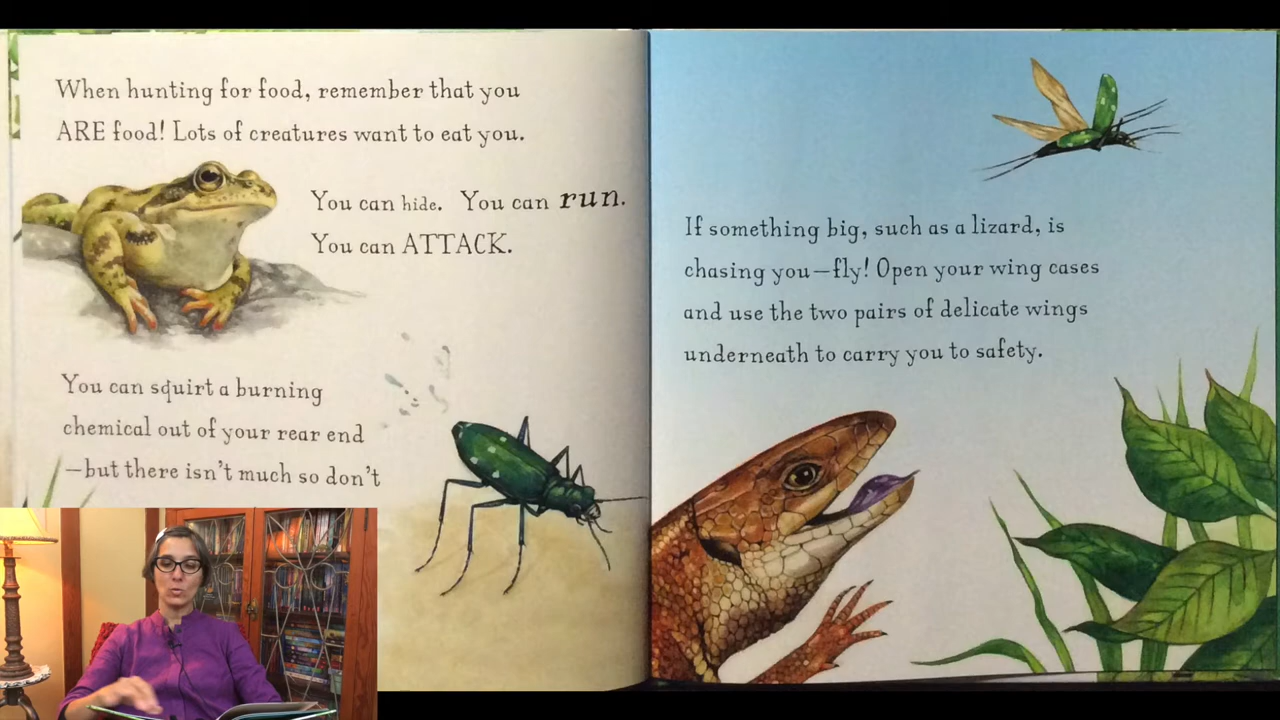 When hunting for food, remember that you
ARE food! Lots of creatures want to eat you.
You can hide. You can run.
You can ATTACK.
You can squirt a burning
chemical out of your rear end
—but there isn't much so don't
If something big, such as a lizard, is
chasing you—fly! Open your wing cases
and use the two pairs of delicate wings
underneath to carry you to safety.